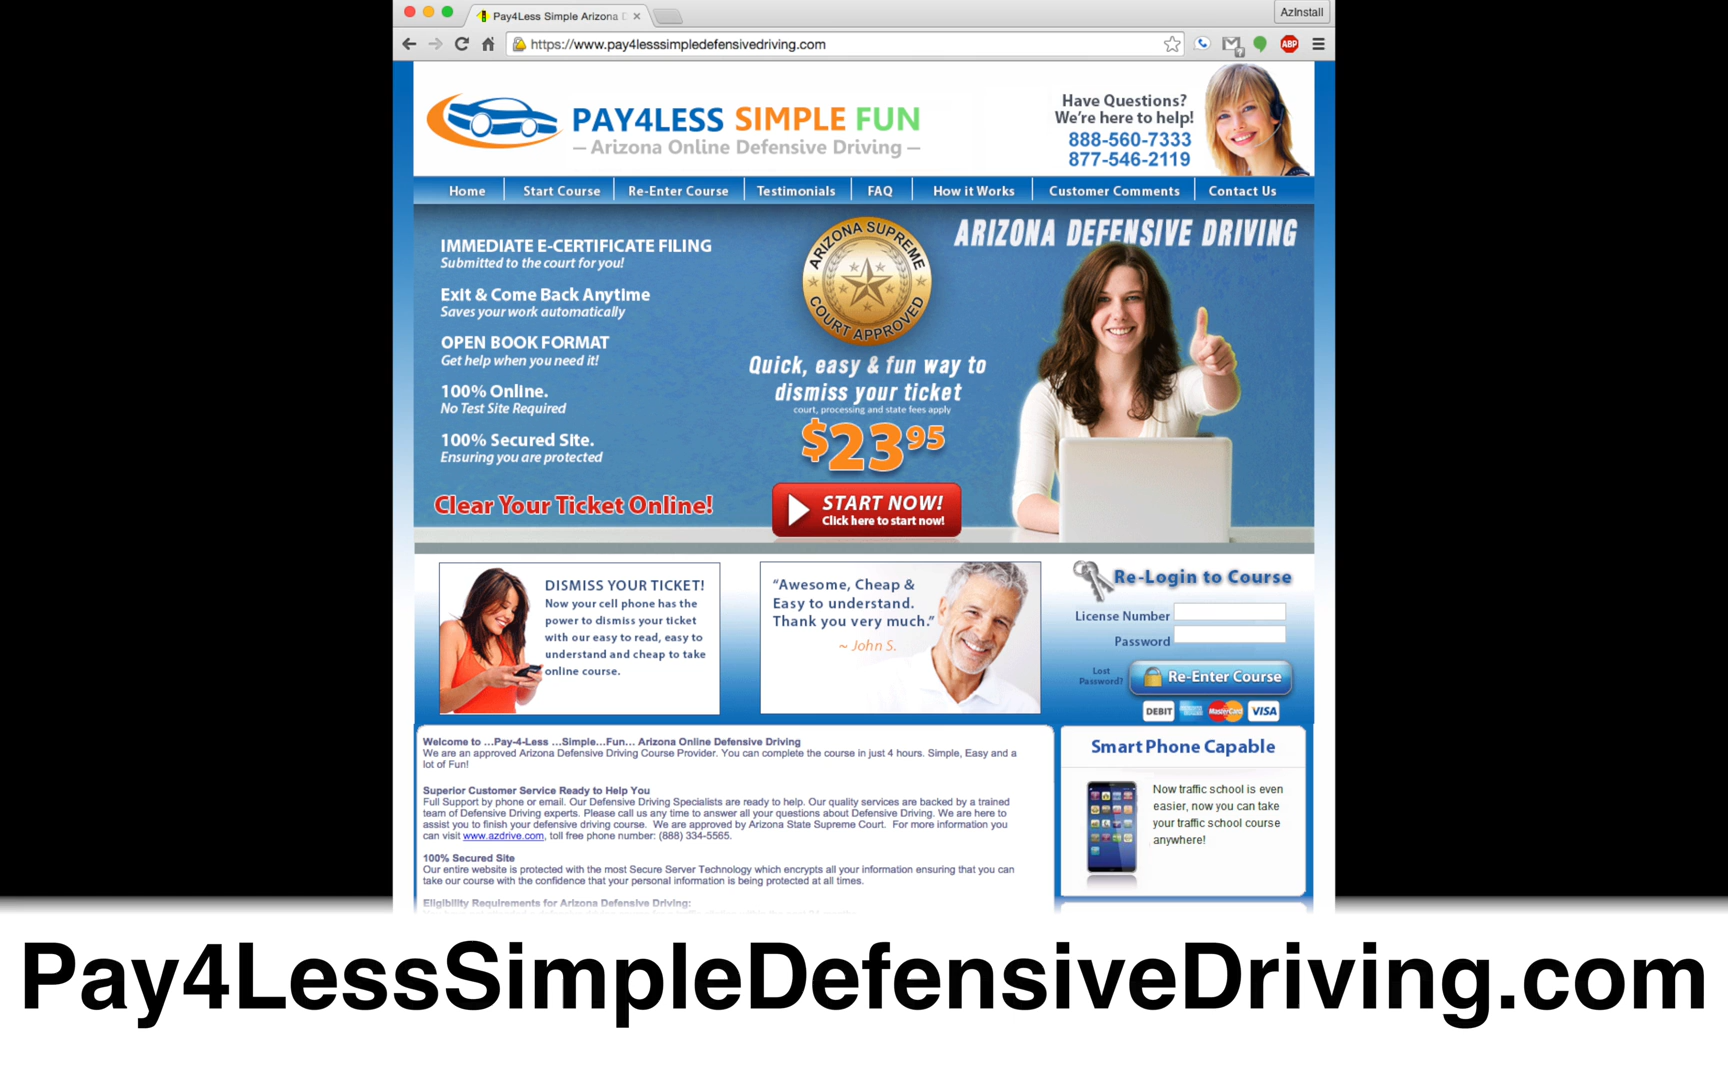 Pay4Less Simple Arizona D
AzInstall
https://www.pay4lesssimpledefensivedriving.com
ABP
PAY4LESS SIMPLE FUN
— Arizona Online Defensive Driving —
Have Questions?
We're here to help!
888-560-7333
877-546-2119
Home
Start Course
Re-Enter Course
Testimonials
FAQ
How it Works
Customer Comments
Contact Us
IMMEDIATE E-CERTIFICATE FILING
Submitted to the court for you!
Exit & Come Back Anytime
Saves your work automatically
OPEN BOOK FORMAT
Get help when you need it!
100% Online.
No Test Site Required
100% Secured Site.
Ensuring you are protected
Clear Your Ticket Online!
ARIZONA SUPREME
COURT APPROVED
Quick, easy & fun way to
dismiss your ticket
court, processing and state fees apply
$2395
START NOW!
Click here to start now!
ARIZONA DEFENSIVE DRIVING
DISMISS YOUR TICKET!
Now your cell phone has the
power to dismiss your ticket
with our easy to read, easy to
understand and cheap to take
online course.
“Awesome, Cheap &
Easy to understand.
Thank you very much.”
~ John S.
Re-Login to Course
License Number
Password
Lost
Password?
Re-Enter Course
DEBIT
MasterCard
VISA
Welcome to ...Pay-4-Less ...Simple...Fun... Arizona Online Defensive Driving
We are an approved Arizona Defensive Driving Course Provider. You can complete the course in just 4 hours. Simple, Easy and a
lot of Fun!
Superior Customer Service Ready to Help You
Full Support by phone or email. Our Defensive Driving Specialists are ready to help. Our quality services are backed by a trained
team of Defensive Driving experts. Please call us any time to answer all your questions about Defensive Driving. We are here to
assist you to finish your defensive driving course. We are approved by Arizona State Supreme Court. For more information you
can visit www.azdrive.com, toll free phone number: (888) 334-5565.
100% Secured Site
Our entire website is protected with the most Secure Server Technology which encrypts all your information ensuring that you can
take our course with the confidence that your personal information is being protected at all times.
Eligibility Requirements for Arizona Defensive Driving:
Smart Phone Capable
Now traffic school is even
easier, now you can take
your traffic school course
anywhere!
Pay4LessSimpleDefensiveDriving.com